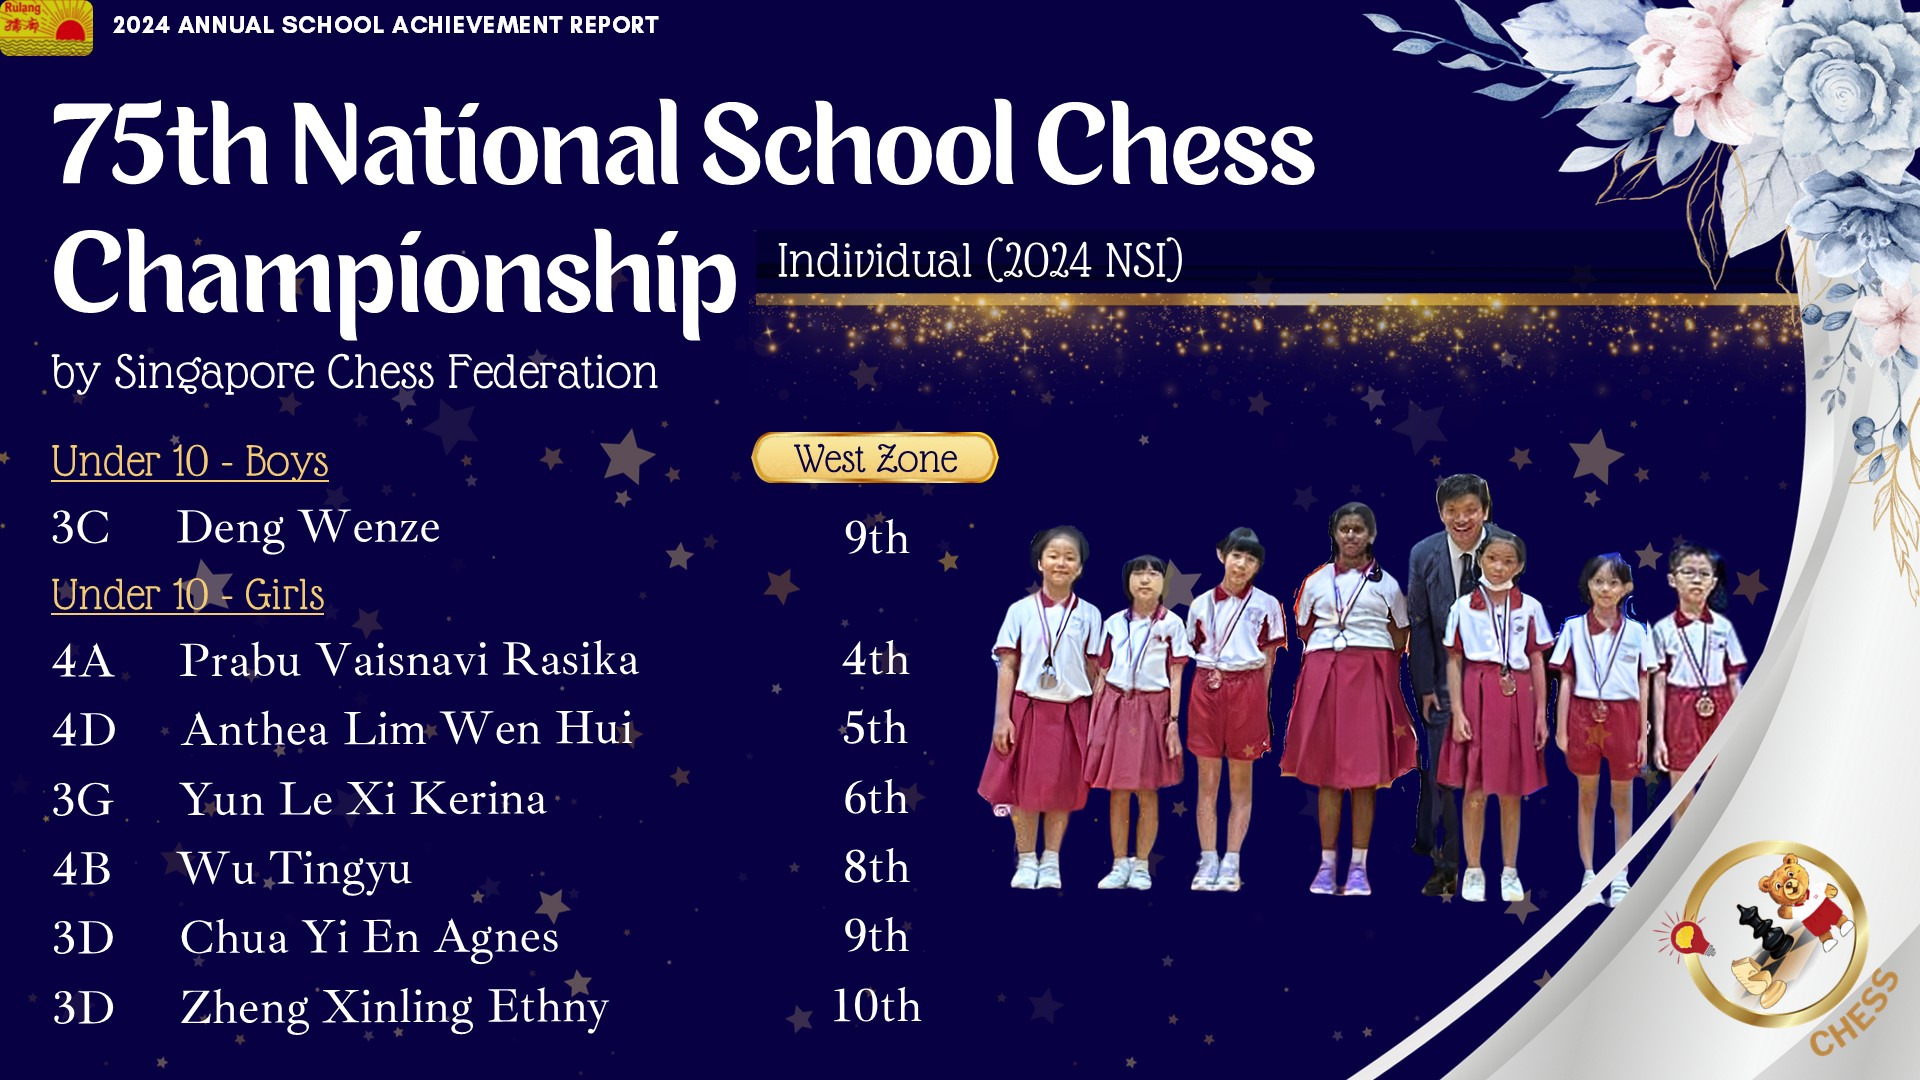 Rulang
2024 ANNUAL SCHOOL ACHIEVEMENT REPORT
75th National School Chess
Championship
Individual (2024 NSI)
by Singapore Chess Federation
Under 10 - Boys
West Zone
3C Deng Wenze 9th
Under 10 - Girls
4A Prabu Vaisnavi Rasika 4th
4D Anthea Lim Wen Hui 5th
3G Yun Le Xi Kerina 6th
4B Wu Tingyu 8th
3D Chua Yi En Agnes 9th
3D Zheng Xinling Ethny 10th
CHESS